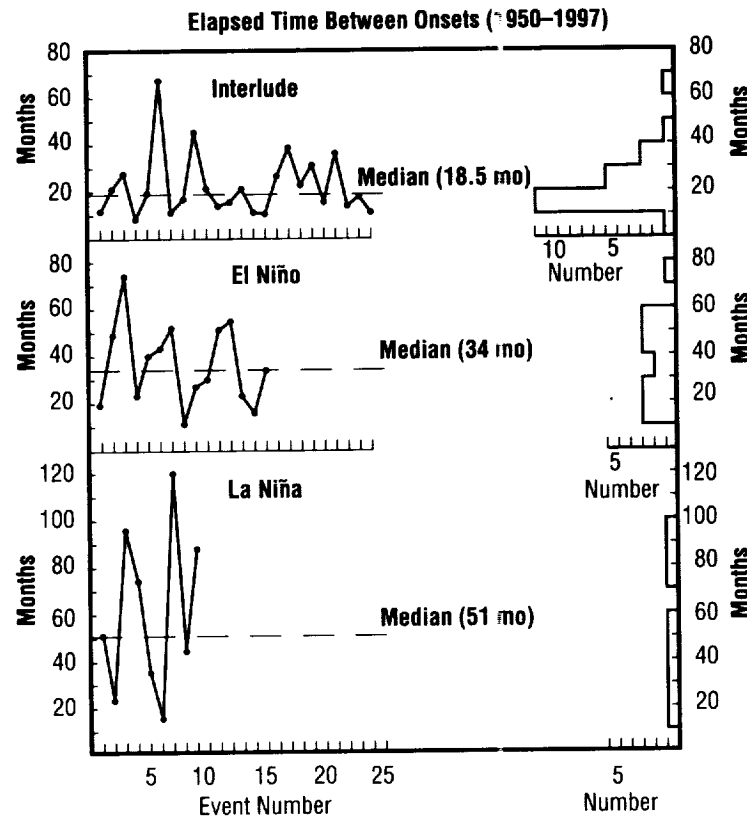 Elapsed Time Between Onsets (1950–1997)
80
60
40
20
Months
Interlude
Median (18.5 mo)
10 5
Number
80
60
40
20
Months
80
60
40
20
Months
El Niño
Median (34 mo)
5
Number
80
60
40
20
Months
120
100
80
60
40
20
Months
La Niña
Median (51 mo)
5 10 15 20 25
Event Number
5
Number
120
100
80
60
40
20
Months